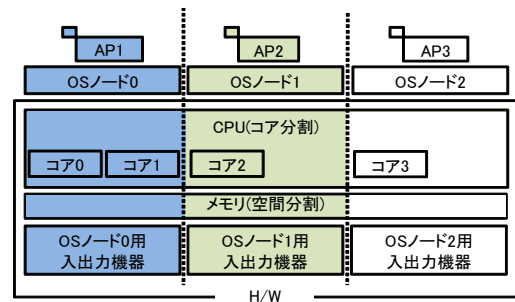 AP1 AP2 AP3
OSノード0 OSノード1 OSノード2
CPU(コア分割)
コア0 コア1 コア2 コア3
メモリ(空間分割)
OSノード0用 OSノード1用 OSノード2用
入出力機器 入出力機器 入出力機器
H/W